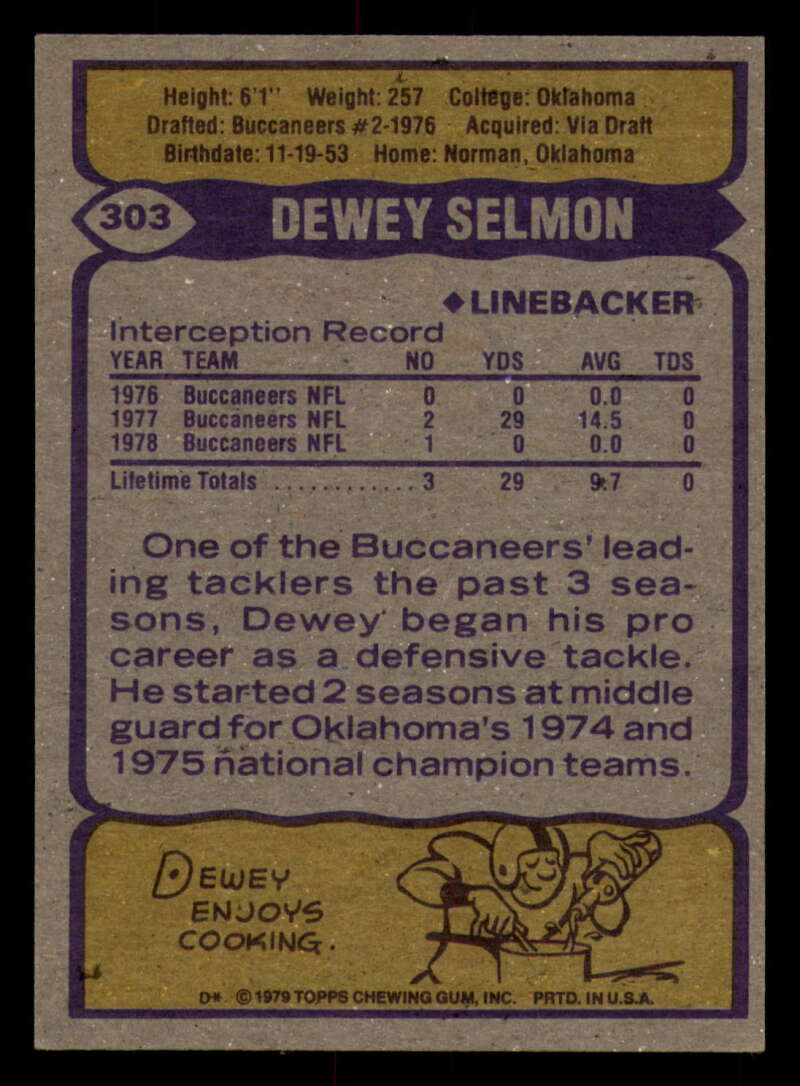 Height: 6'1" Weight: 257 College: Oklahoma
Drafted: Buccaneers #2-1976 Acquired: Via Draft
Birthdate: 11-19-53 Home: Norman, Oklahoma
303 DEWEY SELMON
◆ LINEBACKER
Interception Record
YEAR TEAM NO YDS AVG TDS
1976 Buccaneers NFL 0 0 0.0 0
1977 Buccaneers NFL 2 29 14.5 0
1978 Buccaneers NFL 1 0 0.0 0
Lifetime Totals ............ 3 29 9.7 0
One of the Buccaneers' lead-
ing tacklers the past 3 sea-
sons, Dewey began his pro
career as a defensive tackle.
He started 2 seasons at middle
guard for Oklahoma's 1974 and
1975 national champion teams.
DEWEY
ENJOYS
COOKING.
D* ©1979 TOPPS CHEWING GUM, INC. PRTD. IN U.S.A.